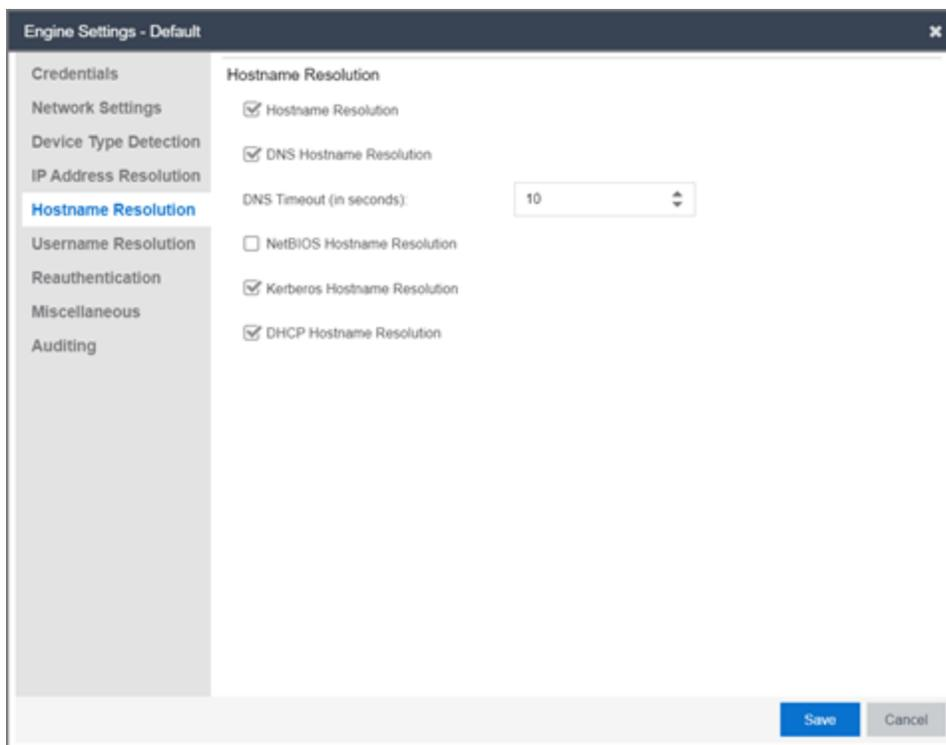 Engine Settings - Default
Credentials
Network Settings
Device Type Detection
IP Address Resolution
Hostname Resolution
Username Resolution
Reauthentication
Miscellaneous
Auditing
Hostname Resolution
Hostname Resolution
DNS Hostname Resolution
DNS Timeout (in seconds): 10
NetBIOS Hostname Resolution
Kerberos Hostname Resolution
DHCP Hostname Resolution
Save Cancel